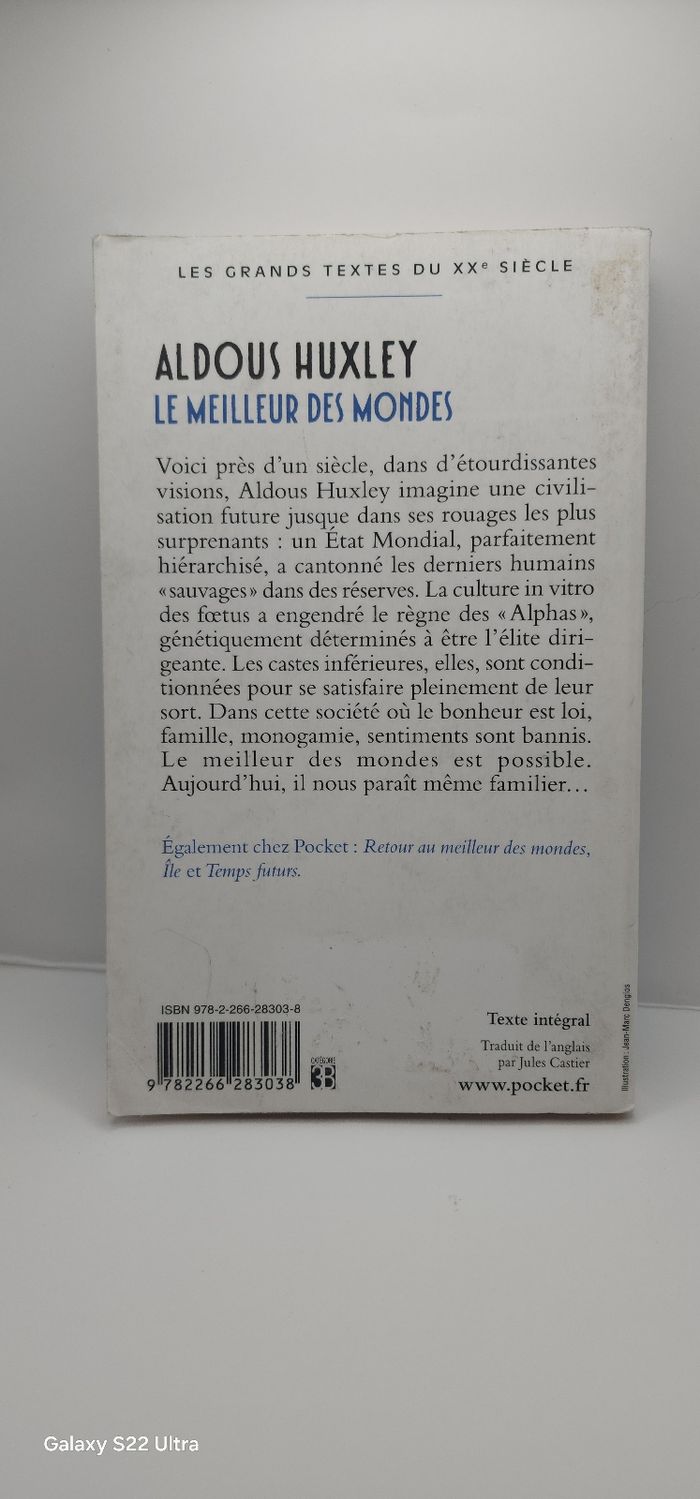 LES GRANDS TEXTES DU XXe SIÈCLE
ALDOUS HUXLEY
LE MEILLEUR DES MONDES
Voici près d'un siècle, dans d'étourdissantes
visions, Aldous Huxley imagine une civili-
sation future jusque dans ses rouages les plus
surprenants : un État Mondial, parfaitement
hiérarchisé, a cantonné les derniers humains
«sauvages» dans des réserves. La culture in vitro
des fœtus a engendré le règne des «Alphas»,
génétiquement déterminés à être l'élite diri-
geante. Les castes inférieures, elles, sont condi-
tionnées pour se satisfaire pleinement de leur
sort. Dans cette société où le bonheur est loi,
famille, monogamie, sentiments sont bannis.
Le meilleur des mondes est possible.
Aujourd'hui, il nous paraît même familier...
Également chez Pocket : Retour au meilleur des mondes,
Île et Temps futurs.
ISBN 978-2-266-28303-8
9 782266 283038
CATÉGORIE
3B
Texte intégral
Traduit de l'anglais
par Jules Castier
www.pocket.fr
Illustration : Jean-Marc Denglos
Galaxy S22 Ultra